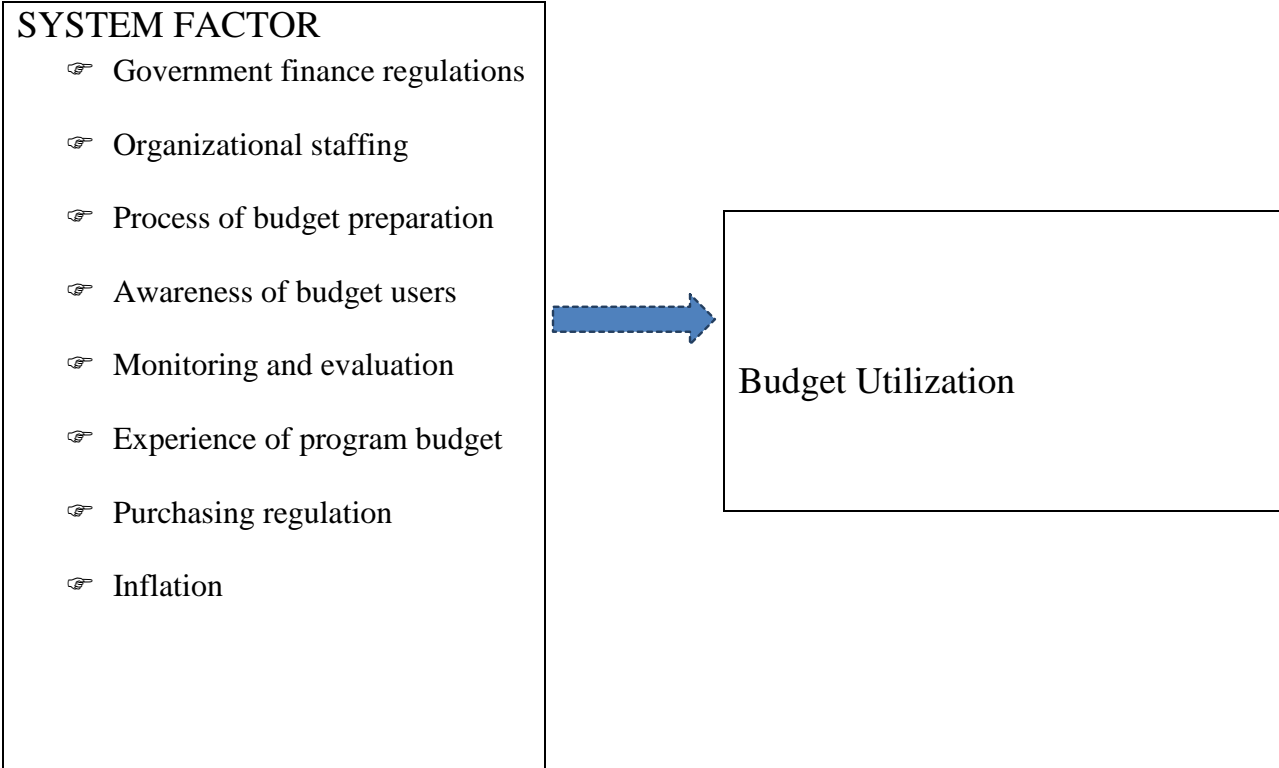 SYSTEM FACTOR
☞ Government finance regulations
☞ Organizational staffing
☞ Process of budget preparation
☞ Awareness of budget users
☞ Monitoring and evaluation
☞ Experience of program budget
☞ Purchasing regulation
☞ Inflation
Budget Utilization